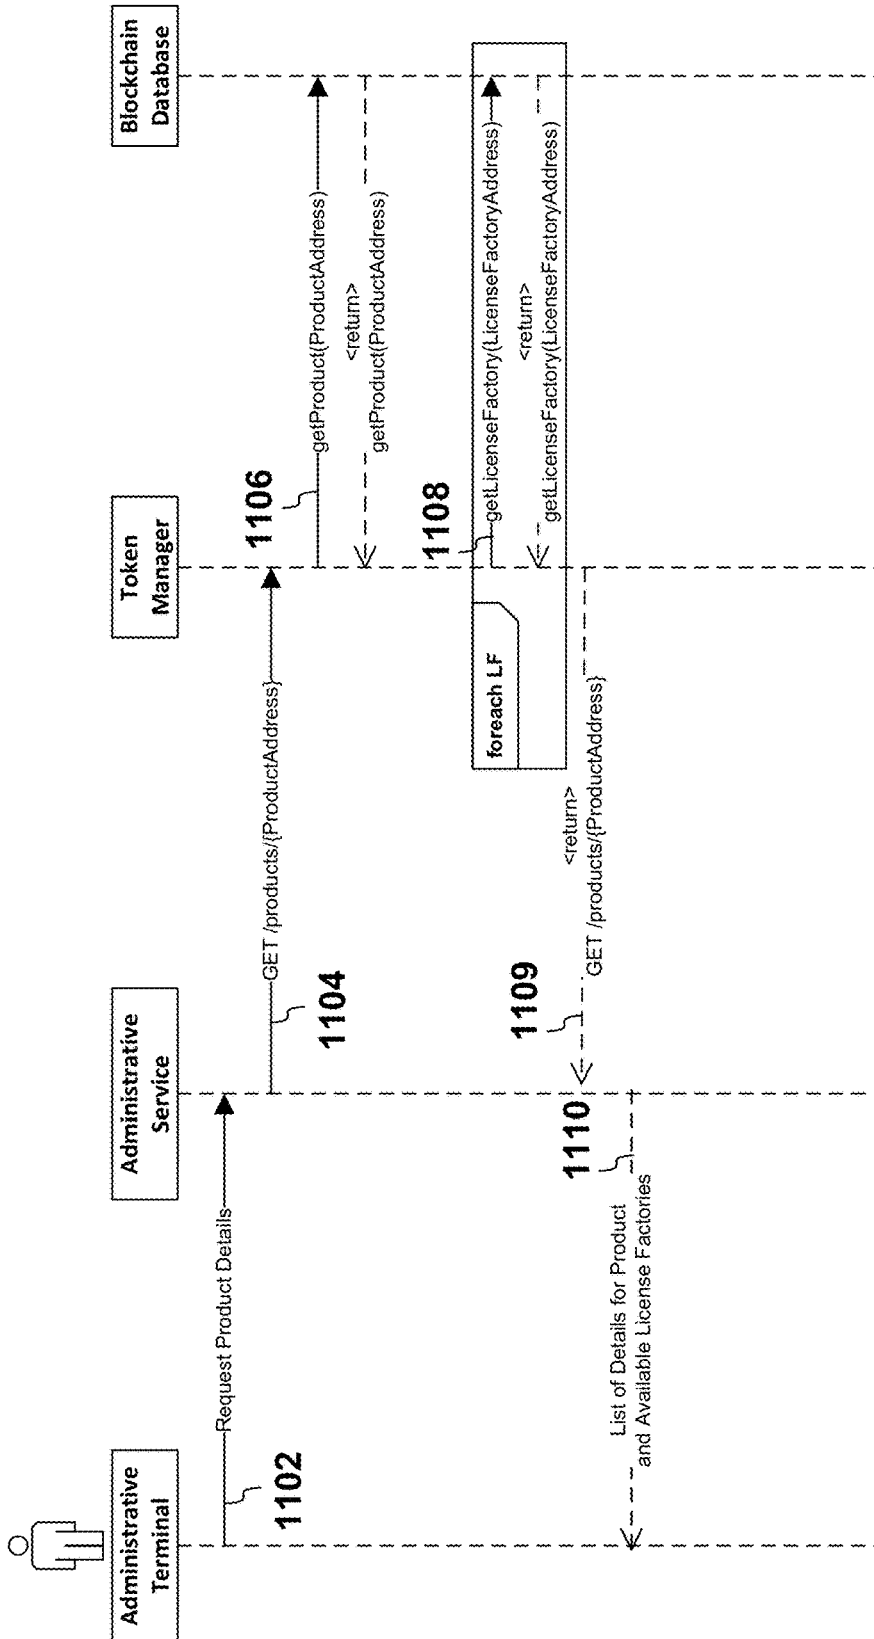 Administrative
Terminal
Administrative
Service
Token
Manager
Blockchain
Database
Request Product Details
1102
GET /products/{ProductAddress}
1104
1106
getProduct(ProductAddress)
<return>
getProduct(ProductAddress)
foreach LF
1108
getLicenseFactory(LicenseFactoryAddress)
<return>
getLicenseFactory(LicenseFactoryAddress)
<return>
GET /products/{ProductAddress}
1109
1110
List of Details for Product
and Available License Factories